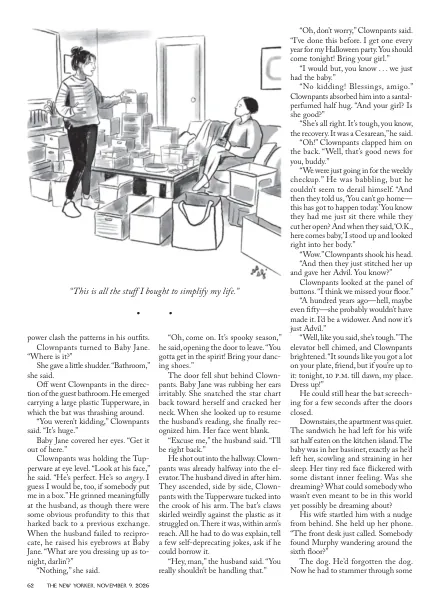 "This is all the stuff I bought to simplify my life."
power clash the patterns in his outfits.
Clownpants turned to Baby Jane.
"Where is it?"
She gave a little shudder. "Bathroom,"
she said.
Off went Clownpants in the direc-
tion of the guest bathroom. He emerged
carrying a large plastic Tupperware, in
which the bat was thrashing around.
"You weren't kidding," Clownpants
said. "It's huge."
Baby Jane covered her eyes. "Get it
out of here."
Clownpants was holding the Tup-
perware at eye level. "Look at his face,"
he said. "He's perfect. He's so angry. I
guess I would be, too, if somebody put
me in a box." He grinned meaningfully
at the husband, as though there were
some obvious profundity to this that
harked back to a previous exchange.
When the husband failed to recipro-
cate, he raised his eyebrows at Baby
Jane. "What are you dressing up as to-
night, darlin'?"
"Nothing," she said.
"Oh, come on. It's spooky season,"
he said, opening the door to leave. "You
gotta get in the spirit! Bring your danc-
ing shoes."
The door fell shut behind Clown-
pants. Baby Jane was rubbing her ears
irritably. She snatched the star chart
back toward herself and cracked her
neck. When she looked up to resume
the husband's reading, she finally rec-
ognized him. Her face went blank.
"Excuse me," the husband said. "I'll
be right back."
He shot out into the hallway. Clown-
pants was already halfway into the el-
evator. The husband dived in after him.
They ascended, side by side, Clown-
pants with the Tupperware tucked into
the crook of his arm. The bat's claws
skirled weirdly against the plastic as it
struggled on. There it was, within arm's
reach. All he had to do was explain, tell
a few self-deprecating jokes, ask if he
could borrow it.
"Hey, man," the husband said. "You
really shouldn't be handling that."
"Oh, don't worry," Clownpants said.
"I've done this before. I get one every
year for my Halloween party. You should
come tonight! Bring your girl."
"I would but, you know . . . we just
had the baby."
"No kidding! Blessings, amigo."
Clownpants absorbed him into a santal-
perfumed half hug. "And your girl? Is
she good?"
"She's all right. It's tough, you know,
the recovery. It was a Cesarean," he said.
"Oh!" Clownpants clapped him on
the back. "Well, that's good news for
you, buddy."
"We were just going in for the weekly
checkup." He was babbling, but he
couldn't seem to derail himself. "And
then they told us, 'You can't go home—
this has got to happen today.' You know
they had me just sit there while they
cut her open? And when they said, 'O.K.,
here comes baby,' I stood up and looked
right into her body."
"Wow." Clownpants shook his head.
"And then they just stitched her up
and gave her Advil. You know?"
Clownpants looked at the panel of
buttons. "I think we missed your floor."
"A hundred years ago—hell, maybe
even fifty—she probably wouldn't have
made it. I'd be a widower. And now it's
just Advil."
"Well, like you said, she's tough." The
elevator bell chimed, and Clownpants
brightened. "It sounds like you got a lot
on your plate, friend, but if you're up to
it, tonight, 10 P.M. till dawn, my place.
Dress up!"
He could still hear the bat screech-
ing for a few seconds after the doors
closed.
Downstairs, the apartment was quiet.
The sandwich he had left for his wife
sat half eaten on the kitchen island. The
baby was in her bassinet, exactly as he'd
left her, scowling and straining in her
sleep. Her tiny red face flickered with
some distant inner feeling. Was she
dreaming? What could somebody who
wasn't even meant to be in this world
yet possibly be dreaming about?
His wife startled him with a nudge
from behind. She held up her phone.
"The front desk just called. Somebody
found Murphy wandering around the
sixth floor?"
The dog. He'd forgotten the dog.
Now he had to stammer through some
62 THE NEW YORKER, NOVEMBER 9, 2026